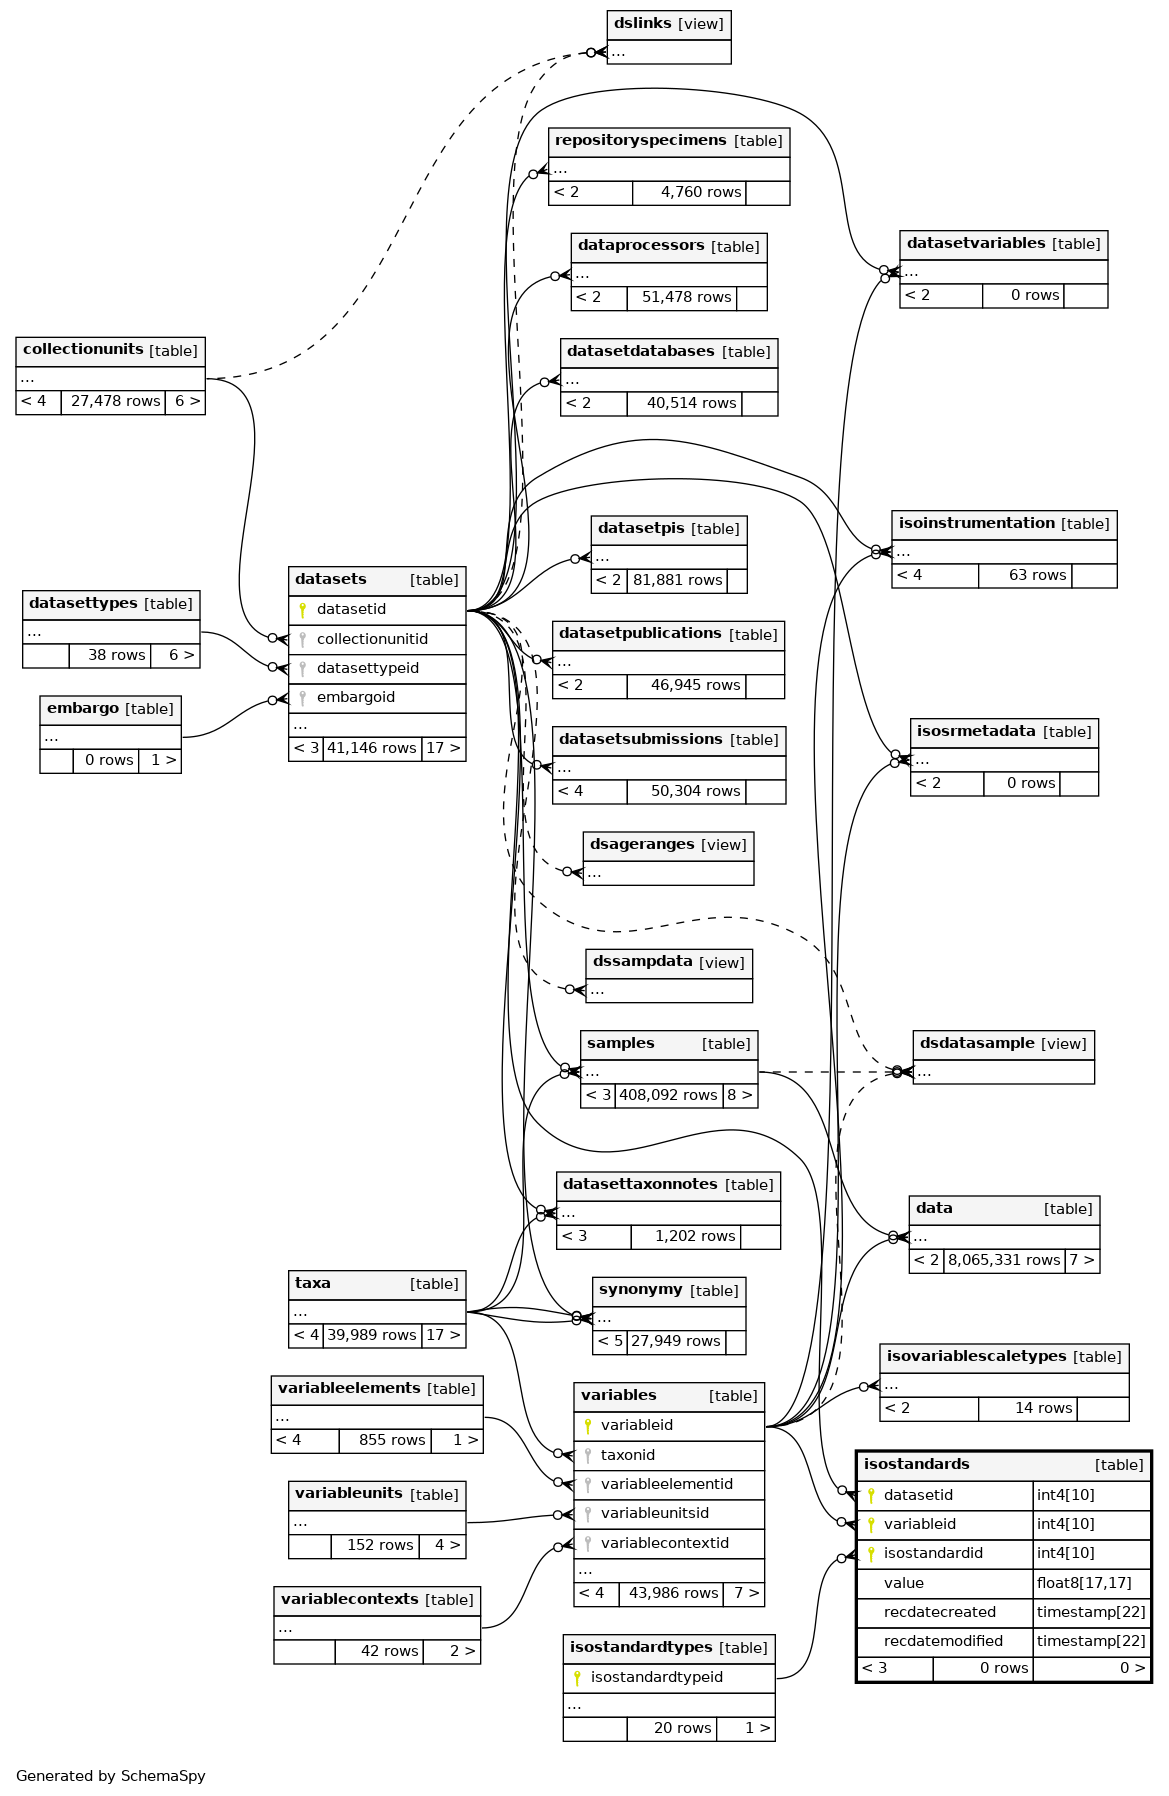 dslinks [view]
...
repositoryspecimens [table]
...
< 2 4,760 rows
dataprocessors [table]
...
< 2 51,478 rows
datasetvariables [table]
...
< 2 0 rows
collectionunits [table]
...
< 4 27,478 rows 6 >
datasetdatabases [table]
...
< 2 40,514 rows
datasetpis [table]
...
< 2 81,881 rows
isoinstrumentation [table]
...
< 4 63 rows
datasets [table]
datasetid
collectionunitid
datasettypeid
embargoid
...
< 3 41,146 rows 17 >
datasettypes [table]
...
38 rows 6 >
embargo [table]
...
0 rows 1 >
datasetpublications [table]
...
< 2 46,945 rows
datasetsubmissions [table]
...
< 4 50,304 rows
isosrmetadata [table]
...
< 2 0 rows
dsageranges [view]
...
dssampdata [view]
...
samples [table]
...
< 3 408,092 rows 8 >
dsdatasample [view]
...
datasettaxonnotes [table]
...
< 3 1,202 rows
data [table]
...
< 2 8,065,331 rows 7 >
taxa [table]
...
< 4 39,989 rows 17 >
synonymy [table]
...
< 5 27,949 rows
isovariablescaletypes [table]
...
< 2 14 rows
variableelements [table]
...
< 4 855 rows 1 >
variables [table]
variableid
taxonid
variableelementid
variableunitsid
variablecontextid
...
< 4 43,986 rows 7 >
variableunits [table]
...
152 rows 4 >
variablecontexts [table]
...
42 rows 2 >
isostandards [table]
datasetid int4[10]
variableid int4[10]
isostandardid int4[10]
value float8[17,17]
recdatecreated timestamp[22]
recdatemodified timestamp[22]
< 3 0 rows 0 >
isostandardtypes [table]
isostandardtypeid
...
20 rows 1 >
Generated by SchemaSpy